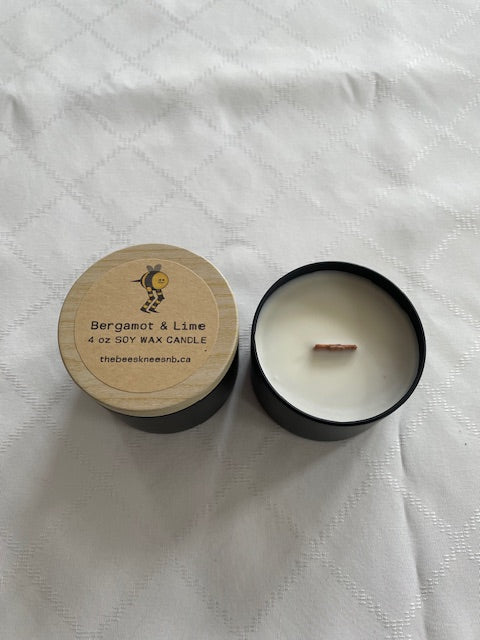 Bergamot & Lime
4 oz SOY WAX CANDLE
thebeeskneesnb.ca